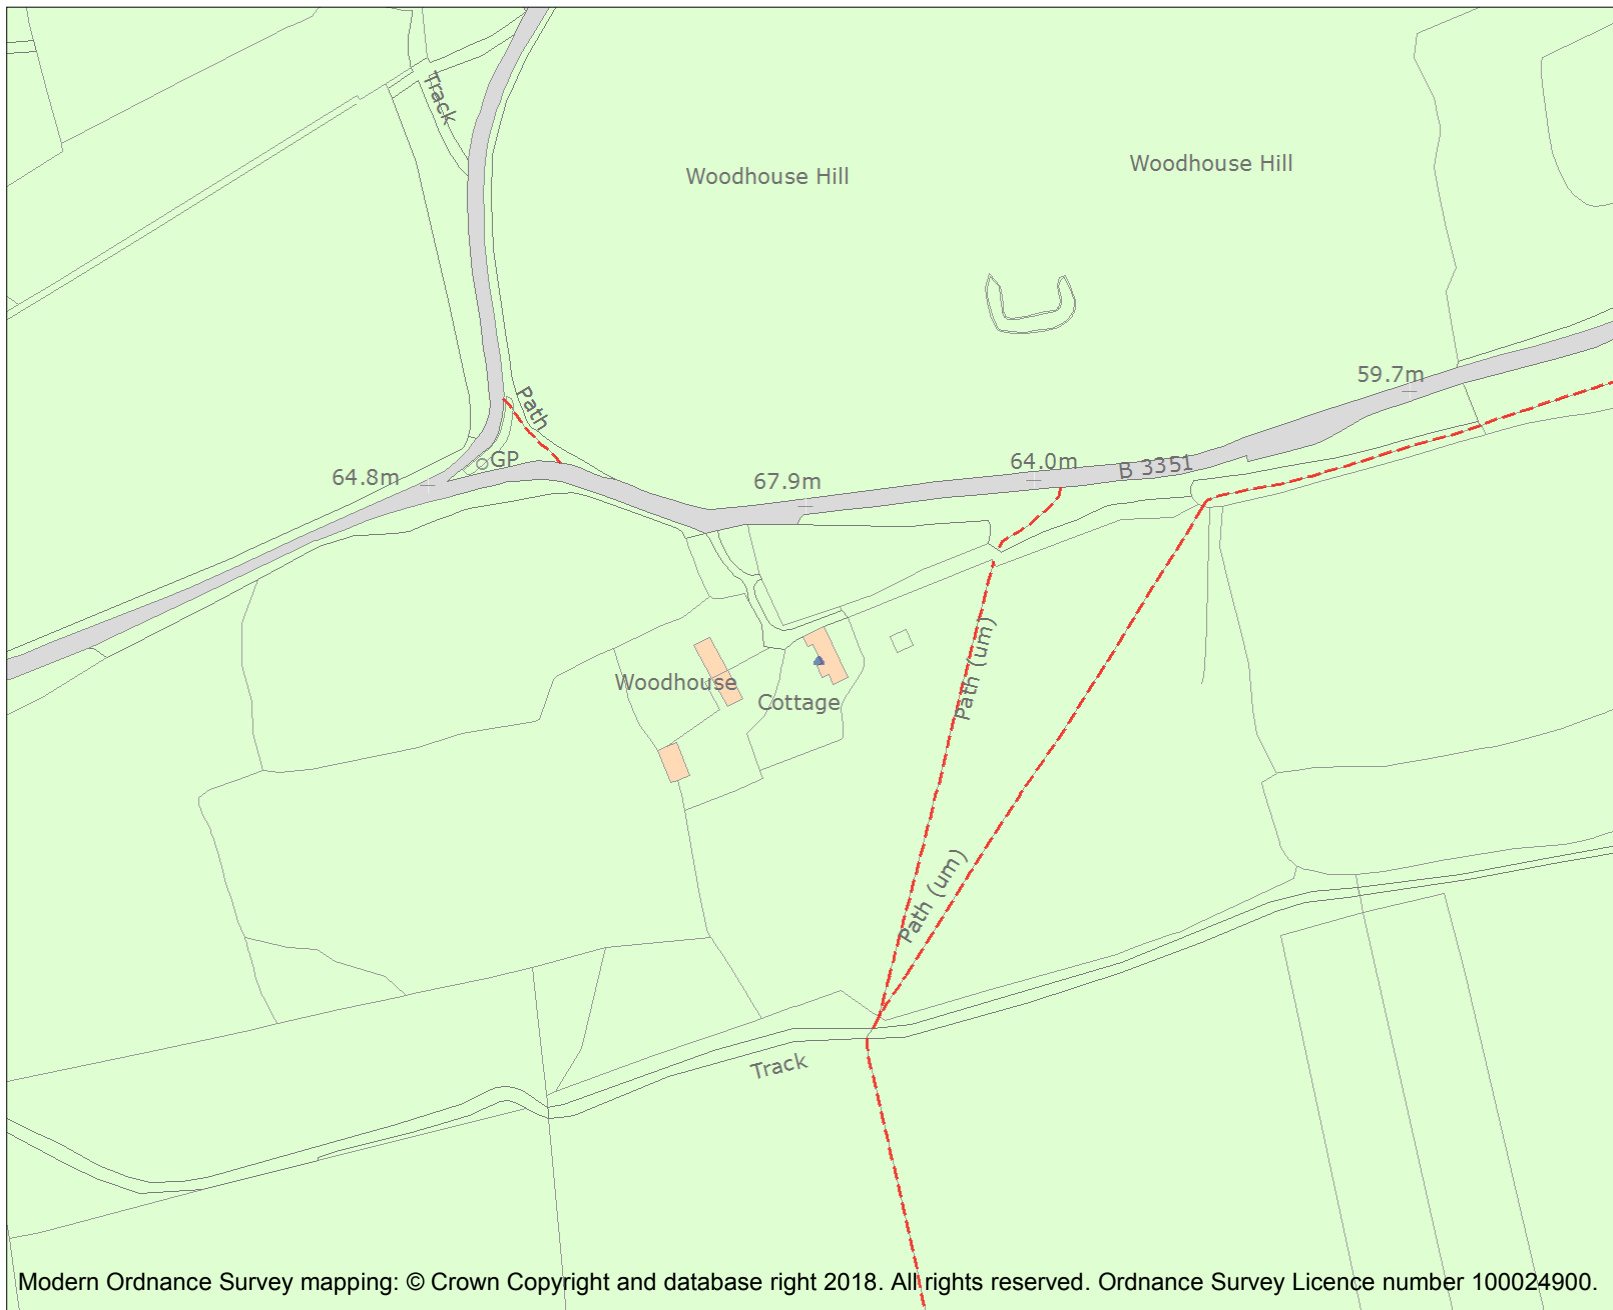 Track
Woodhouse Hill
Woodhouse Hill
59.7m
Path
GP
64.8m
67.9m
64.0m
B 3351
Path (um)
Woodhouse
Cottage
Path (um)
Track
Modern Ordnance Survey mapping: © Crown Copyright and database right 2018. All rights reserved. Ordnance Survey Licence number 100024900.